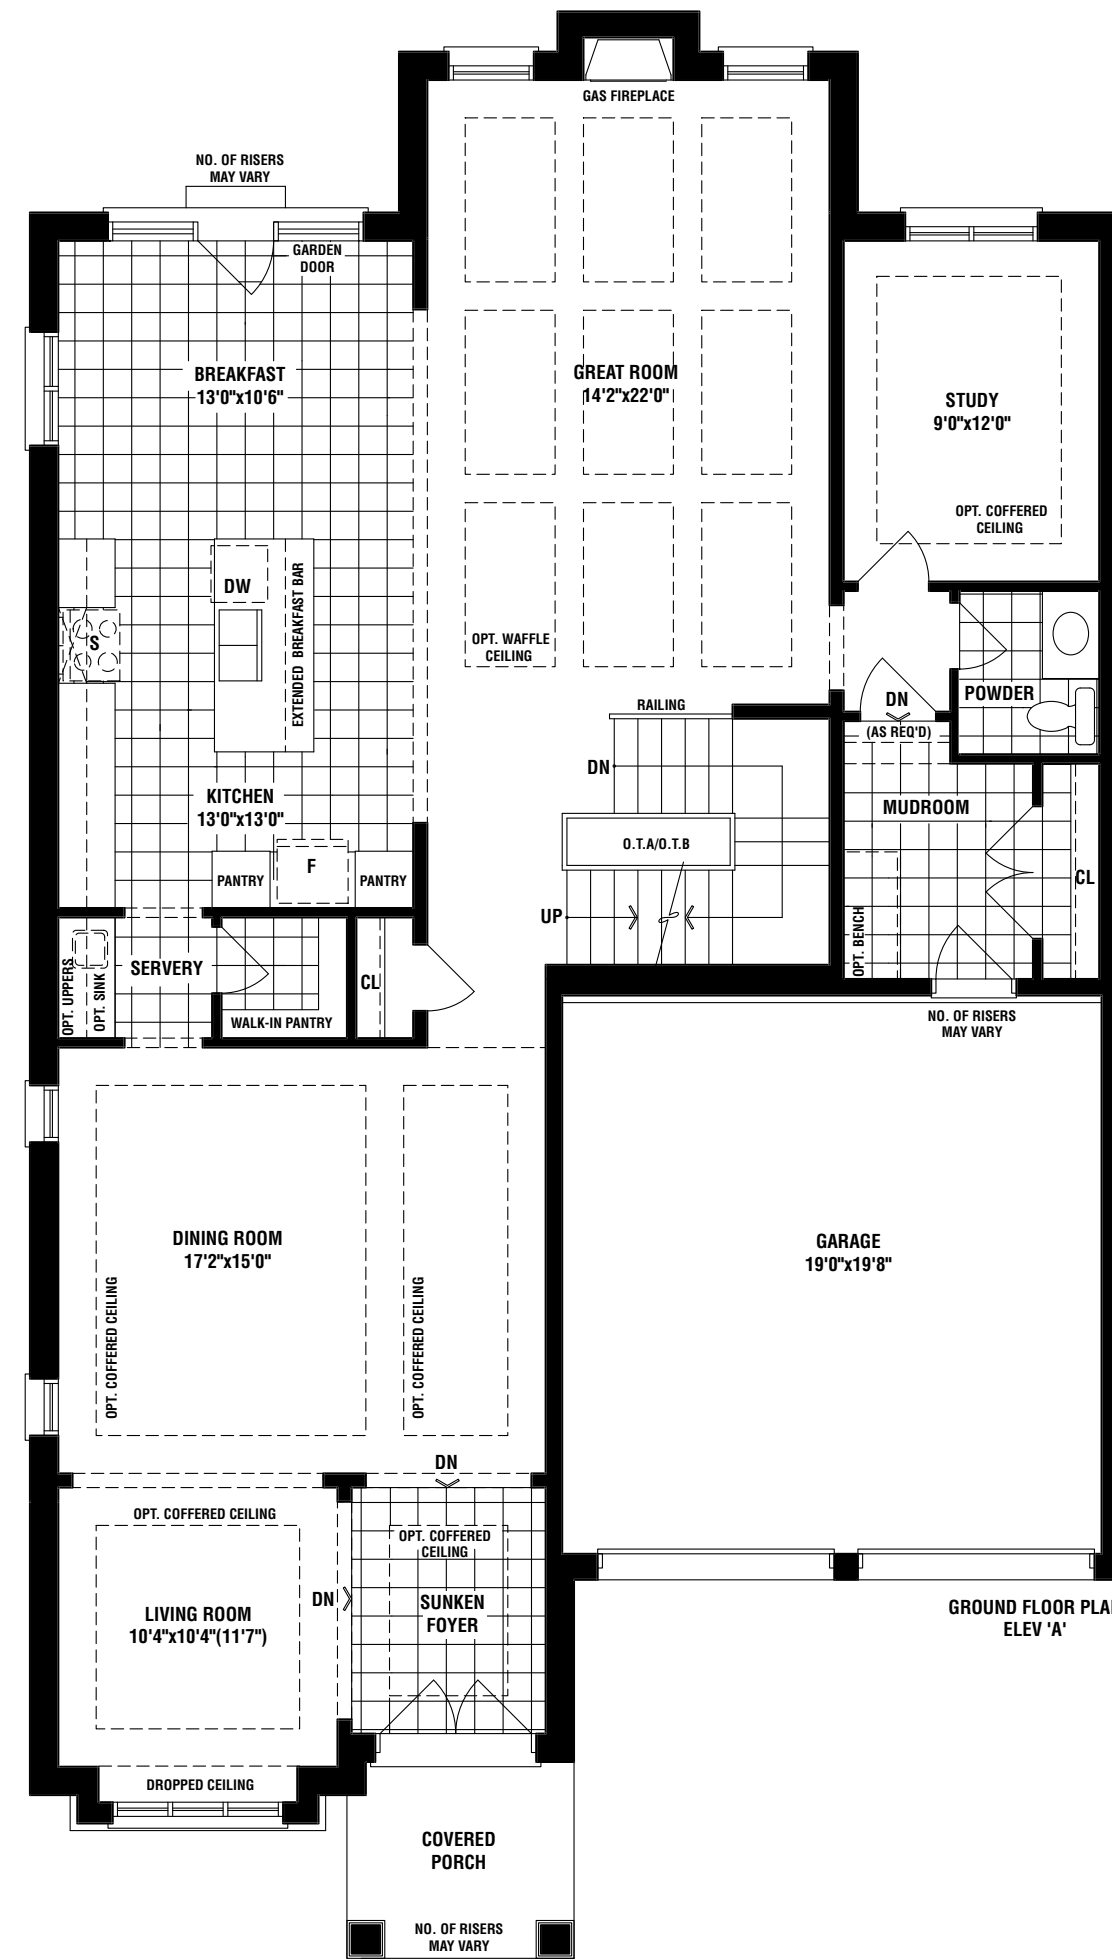 GAS FIREPLACE
NO. OF RISERS
MAY VARY
GARDEN
DOOR
BREAKFAST
13'0"x10'6"
GREAT ROOM
14'2"x22'0"
STUDY
9'0"x12'0"
OPT. COFFERED
CEILING
DW
EXTENDED BREAKFAST BAR
S
OPT. WAFFLE
CEILING
POWDER
RAILING
DN
(AS REQ'D)
DN
KITCHEN
13'0"x13'0"
MUDROOM
O.T.A/O.T.B
PANTRY
F
PANTRY
CL
UP
OPT. BENCH
SERVERY
OPT. UPPERS
OPT. SINK
CL
WALK-IN PANTRY
NO. OF RISERS
MAY VARY
DINING ROOM
17'2"x15'0"
GARAGE
19'0"x19'8"
OPT. COFFERED CEILING
OPT. COFFERED CEILING
DN
OPT. COFFERED CEILING
OPT. COFFERED
CEILING
DN
SUNKEN
FOYER
LIVING ROOM
10'4"x10'4"(11'7")
GROUND FLOOR PLA
ELEV 'A'
DROPPED CEILING
COVERED
PORCH
NO. OF RISERS
MAY VARY